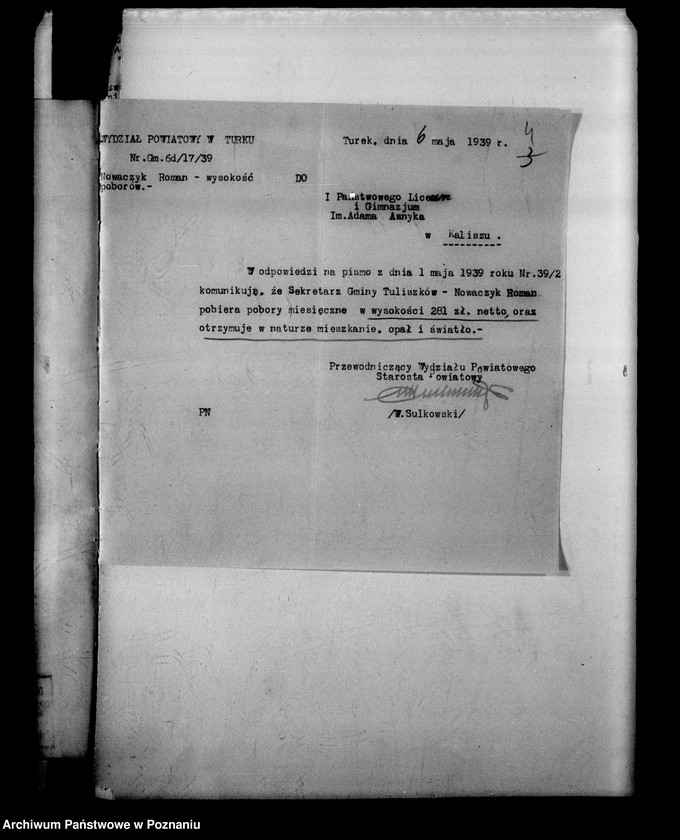 WYDZIAŁ POWIATOWY W TURKU
Turek, dnia 6 maja 1939 r.
4
3
Nr.Gm.6d/17/39
Nowaczyk Roman - wysokość
poborów.-
DO
I Państwowego Liceum
i Gimnazjum
Im.Adama Asnyka
w Kaliszu.
W odpowiedzi na pismo z dnia 1 maja 1939 roku Nr.39/2
komunikuję, że Sekretarz Gminy Tuliszków - Nowaczyk Roman
pobiera pobory miesięczne w wysokości 281 zł. netto, oraz
otrzymuje w naturze mieszkanie, opał i światło.-
Przewodniczący Wydziału Powiatowego
Starosta Powiatowy
PN
/W.Sulkowski/
Archiwum Państwowe w Poznaniu